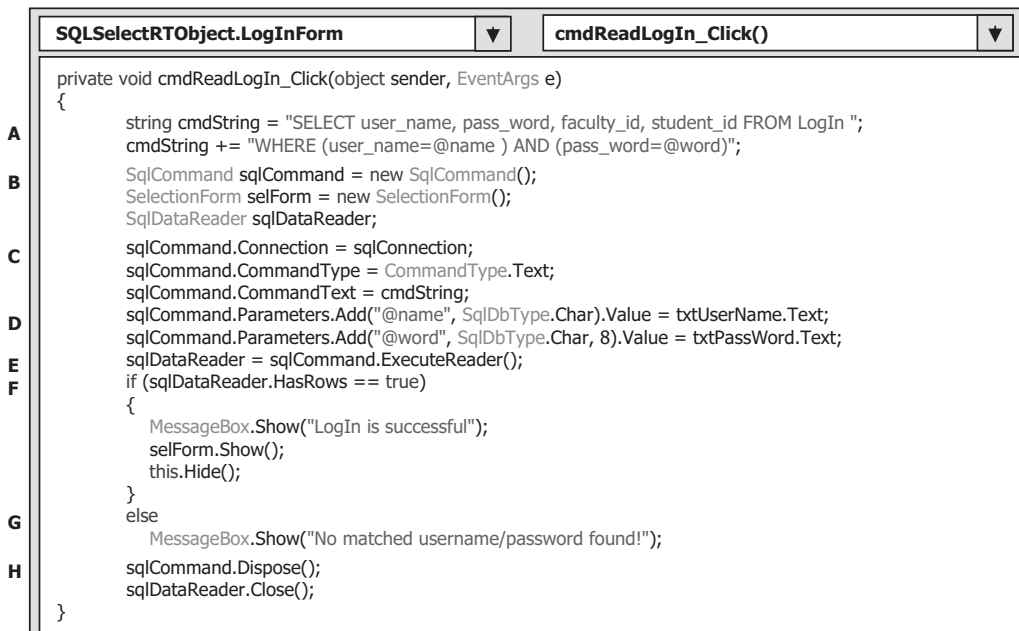 SQLSelectRTObject.LogInForm
cmdReadLogIn_Click()
private void cmdReadLogIn_Click(object sender, EventArgs e)
{
A string cmdString = "SELECT user_name, pass_word, faculty_id, student_id FROM LogIn ";
cmdString += "WHERE (user_name=@name ) AND (pass_word=@word)";
B SqlCommand sqlCommand = new SqlCommand();
SelectionForm selForm = new SelectionForm();
SqlDataReader sqlDataReader;
C sqlCommand.Connection = sqlConnection;
sqlCommand.CommandType = CommandType.Text;
sqlCommand.CommandText = cmdString;
D sqlCommand.Parameters.Add("@name", SqlDbType.Char).Value = txtUserName.Text;
sqlCommand.Parameters.Add("@word", SqlDbType.Char, 8).Value = txtPassWord.Text;
E sqlDataReader = sqlCommand.ExecuteReader();
F if (sqlDataReader.HasRows == true)
{
MessageBox.Show("LogIn is successful");
selForm.Show();
this.Hide();
}
G else
MessageBox.Show("No matched username/password found!");
H sqlCommand.Dispose();
sqlDataReader.Close();
}